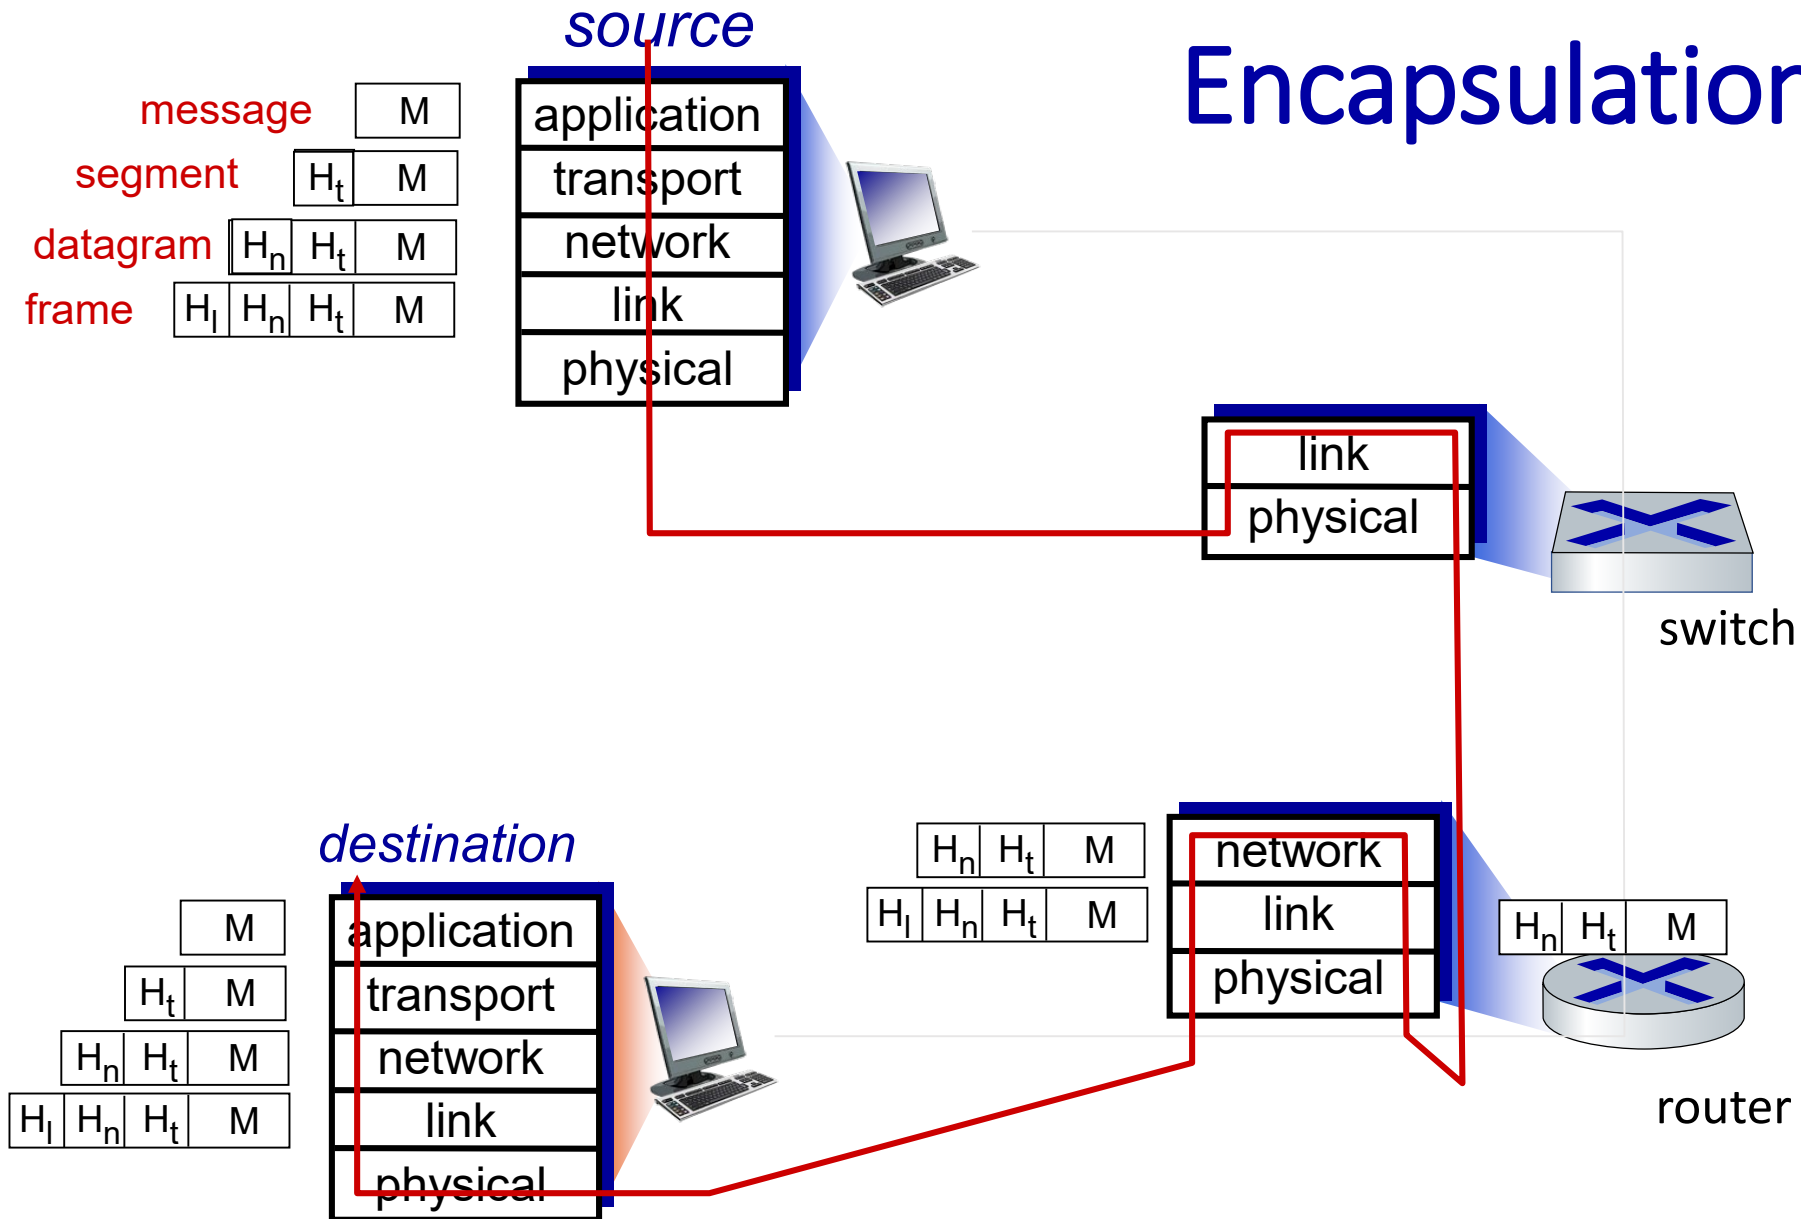 source
Encapsulation
message M
segment Ht M
datagram Hn Ht M
frame Hl Hn Ht M
application
transport
network
link
physical
link
physical
switch
destination
M
Ht M
Hn Ht M
Hl Hn Ht M
application
transport
network
link
physical
Hn Ht M
Hl Hn Ht M
network
link
physical
Hn Ht M
router